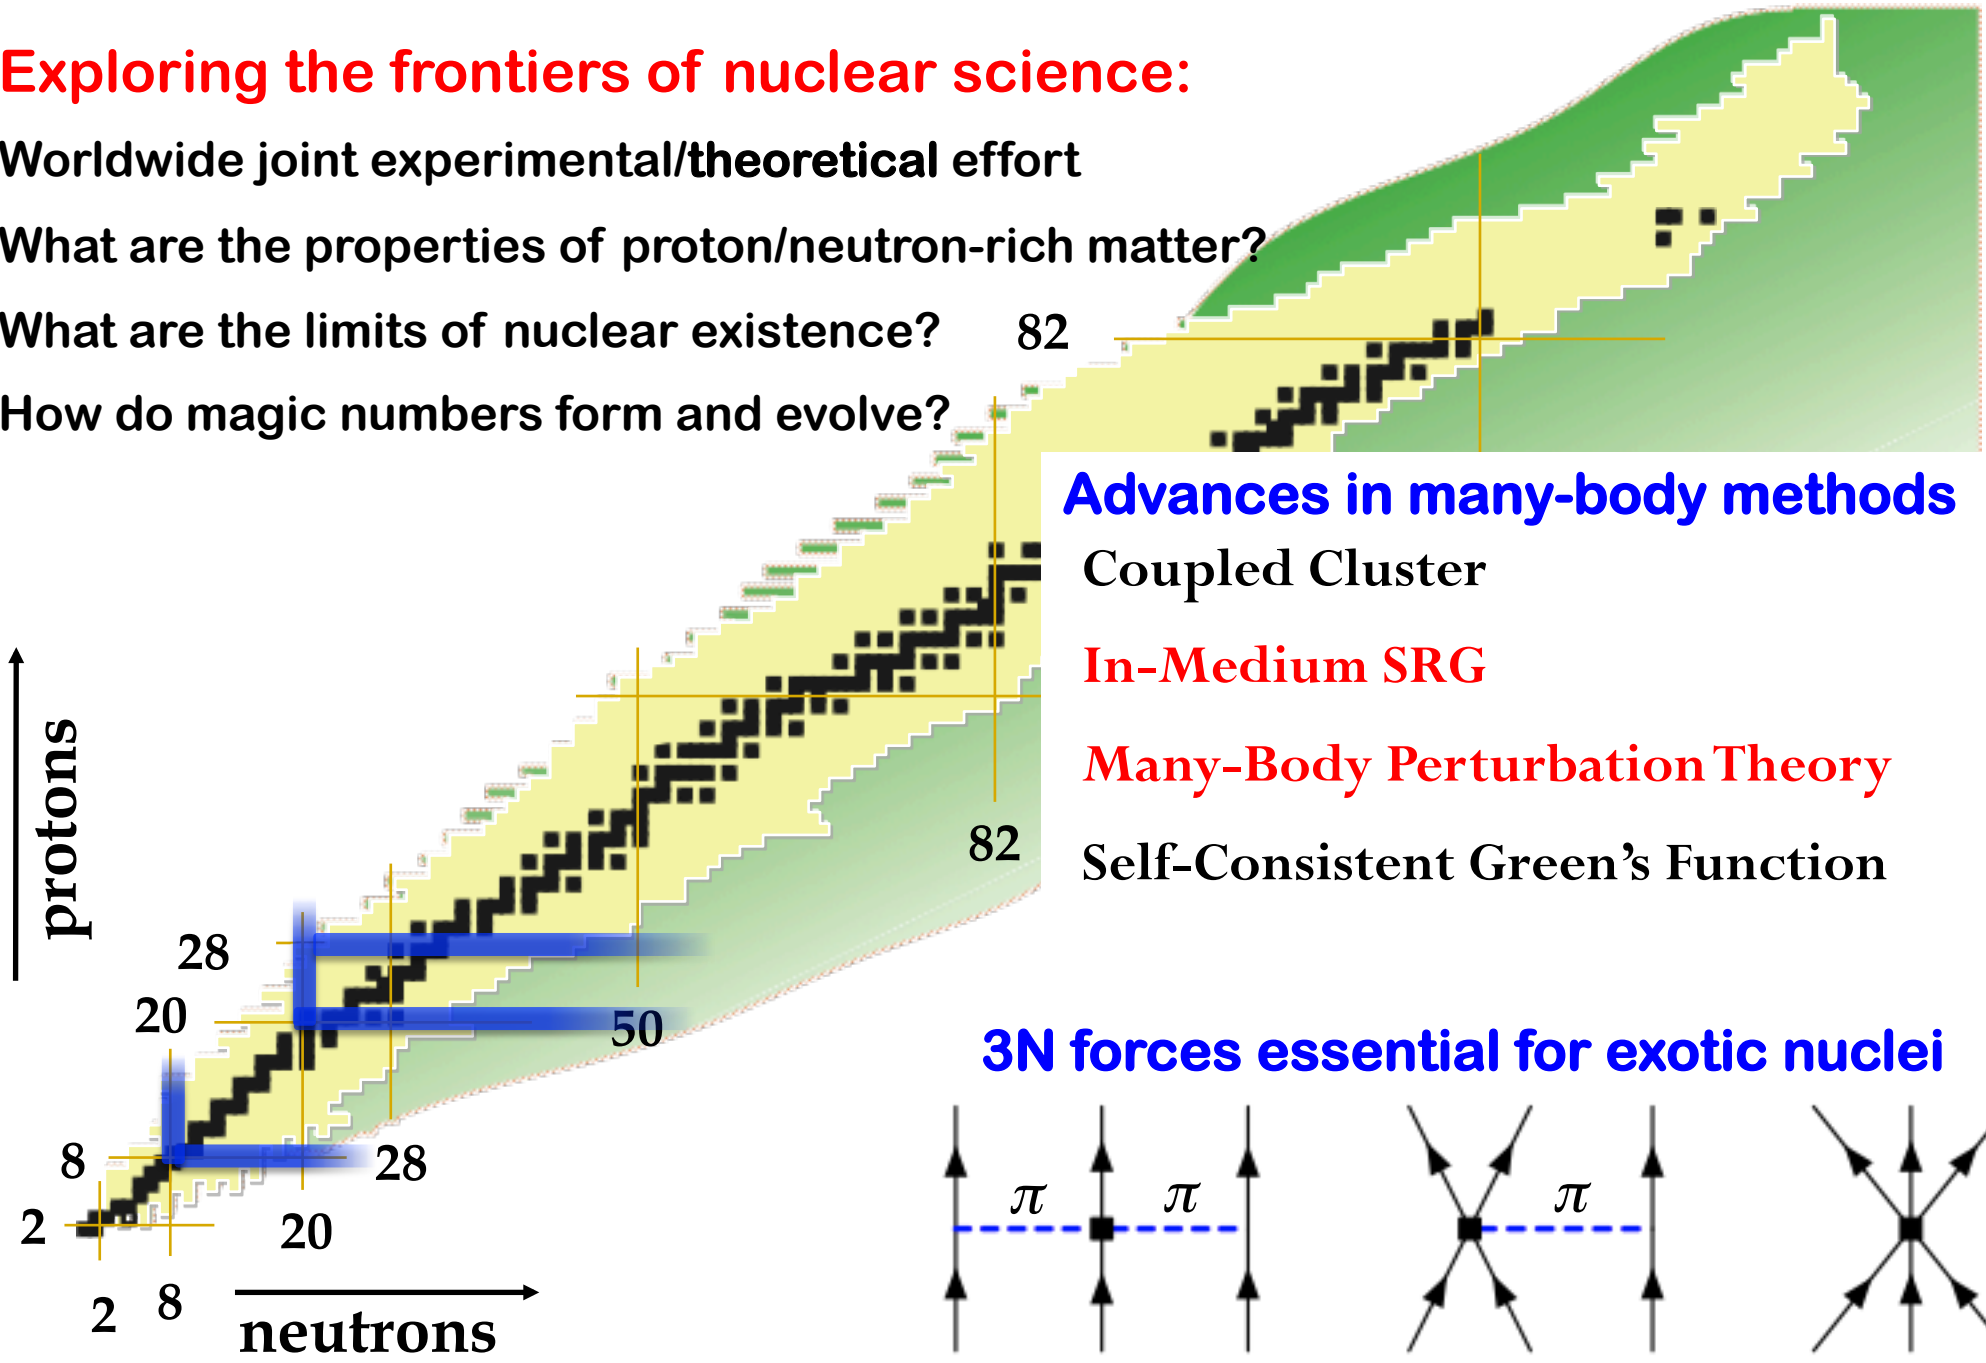 Exploring the frontiers of nuclear science:
Worldwide joint experimental/theoretical effort
What are the properties of proton/neutron-rich matter?
What are the limits of nuclear existence?
How do magic numbers form and evolve?
82
Advances in many-body methods
Coupled Cluster
In-Medium SRG
Many-Body Perturbation Theory
Self-Consistent Green's Function
82
protons
28
20
50
3N forces essential for exotic nuclei
8
28
2
20
π π π
2 8
neutrons